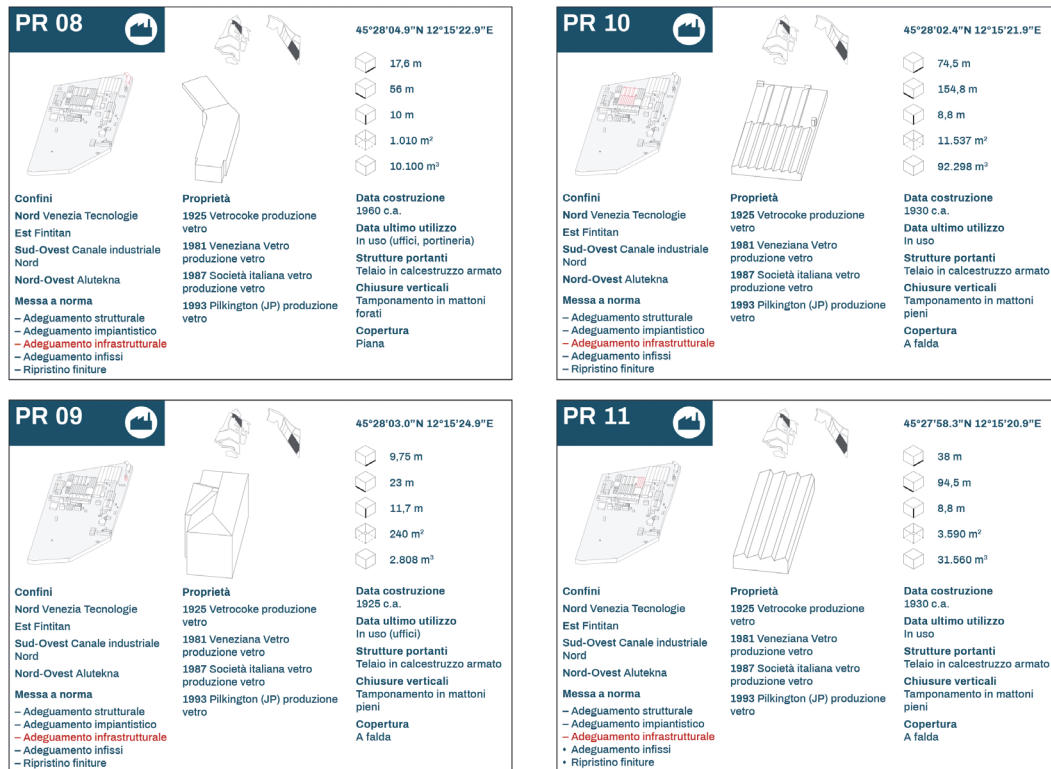 PR 08
45°28'04.9"N 12°15'22.9"E
17,6 m
56 m
10 m
1.010 m²
10.100 m³
Confini
Nord Venezia Tecnologie
Est Fintitan
Sud-Ovest Canale industriale
Nord
Nord-Ovest Alutekna
Messa a norma
– Adeguamento strutturale
– Adeguamento impiantistico
– Adeguamento infrastrutturale
– Adeguamento infissi
– Ripristino finiture
Proprietà
1925 Vetrocoke produzione
vetro
1981 Veneziana Vetro
produzione vetro
1987 Società italiana vetro
produzione vetro
1993 Pilkington (JP) produzione
vetro
Data costruzione
1960 c.a.
Data ultimo utilizzo
In uso (uffici, portineria)
Strutture portanti
Telaio in calcestruzzo armato
Chiusure verticali
Tamponamento in mattoni
forati
Copertura
Piana
PR 10
45°28'02.4"N 12°15'21.9"E
74,5 m
154,8 m
8,8 m
11.537 m²
92.298 m³
Confini
Nord Venezia Tecnologie
Est Fintitan
Sud-Ovest Canale industriale
Nord
Nord-Ovest Alutekna
Messa a norma
– Adeguamento strutturale
– Adeguamento impiantistico
– Adeguamento infrastrutturale
– Adeguamento infissi
– Ripristino finiture
Proprietà
1925 Vetrocoke produzione
vetro
1981 Veneziana Vetro
produzione vetro
1987 Società italiana vetro
produzione vetro
1993 Pilkington (JP) produzione
vetro
Data costruzione
1930 c.a.
Data ultimo utilizzo
In uso
Strutture portanti
Telaio in calcestruzzo armato
Chiusure verticali
Tamponamento in mattoni
pieni
Copertura
A falda
PR 09
45°28'03.0"N 12°15'24.9"E
9,75 m
23 m
11,7 m
240 m²
2.808 m³
Confini
Nord Venezia Tecnologie
Est Fintitan
Sud-Ovest Canale industriale
Nord
Nord-Ovest Alutekna
Messa a norma
– Adeguamento strutturale
– Adeguamento impiantistico
– Adeguamento infrastrutturale
– Adeguamento infissi
– Ripristino finiture
Proprietà
1925 Vetrocoke produzione
vetro
1981 Veneziana Vetro
produzione vetro
1987 Società italiana vetro
produzione vetro
1993 Pilkington (JP) produzione
vetro
Data costruzione
1925 c.a.
Data ultimo utilizzo
In uso (uffici)
Strutture portanti
Telaio in calcestruzzo armato
Chiusure verticali
Tamponamento in mattoni
pieni
Copertura
A falda
PR 11
45°27'58.3"N 12°15'20.9"E
38 m
94,5 m
8,8 m
3.590 m²
31.560 m³
Confini
Nord Venezia Tecnologie
Est Fintitan
Sud-Ovest Canale industriale
Nord
Nord-Ovest Alutekna
Messa a norma
– Adeguamento strutturale
– Adeguamento impiantistico
– Adeguamento infrastrutturale
• Adeguamento infissi
• Ripristino finiture
Proprietà
1925 Vetrocoke produzione
vetro
1981 Veneziana Vetro
produzione vetro
1987 Società italiana vetro
produzione vetro
1993 Pilkington (JP) produzione
vetro
Data costruzione
1930 c.a.
Data ultimo utilizzo
In uso
Strutture portanti
Telaio in calcestruzzo armato
Chiusure verticali
Tamponamento in mattoni
pieni
Copertura
A falda